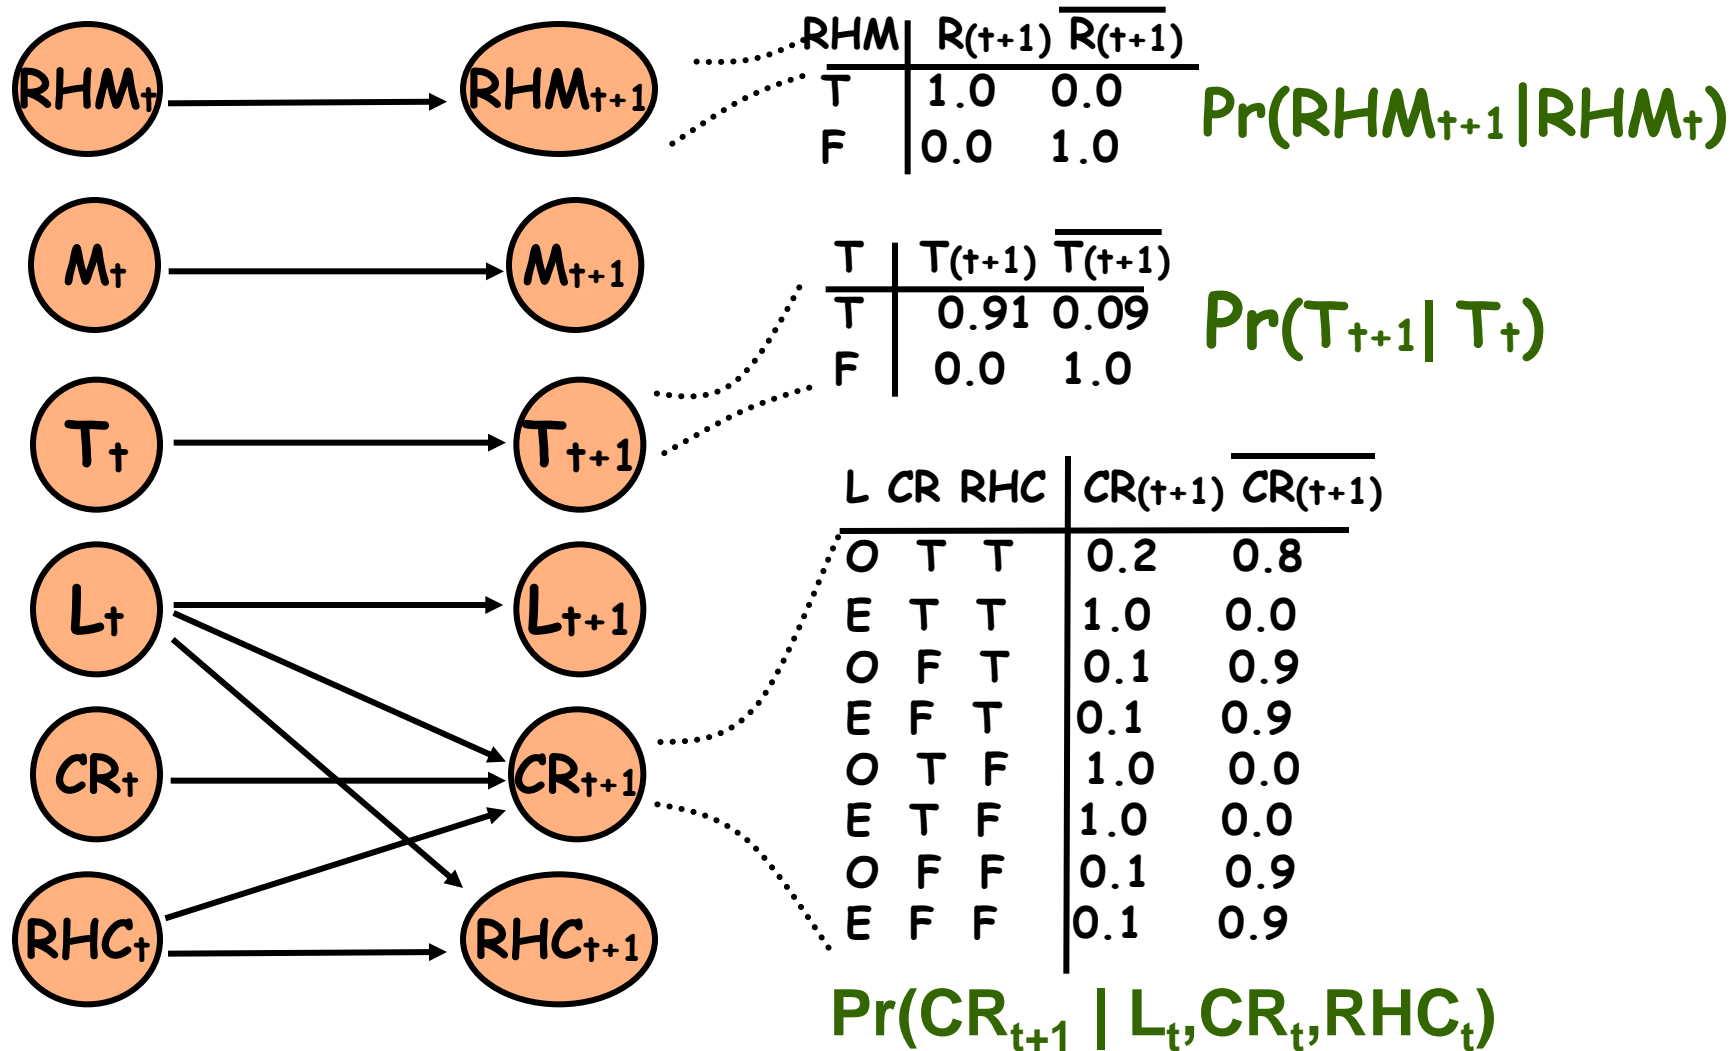 RHMt RHMt+1
Mt Mt+1
Tt Tt+1
Lt Lt+1
CRt CRt+1
RHCt RHCt+1
RHM R(t+1) R(t+1)
T 1.0 0.0
F 0.0 1.0
Pr(RHMt+1|RHMt)
T T(t+1) T(t+1)
T 0.91 0.09
F 0.0 1.0
Pr(Tt+1| Tt)
L CR RHC CR(t+1) CR(t+1)
O T T 0.2 0.8
E T T 1.0 0.0
O F T 0.1 0.9
E F T 0.1 0.9
O T F 1.0 0.0
E T F 1.0 0.0
O F F 0.1 0.9
E F F 0.1 0.9
Pr(CRt+1 | Lt,CRt,RHCt)